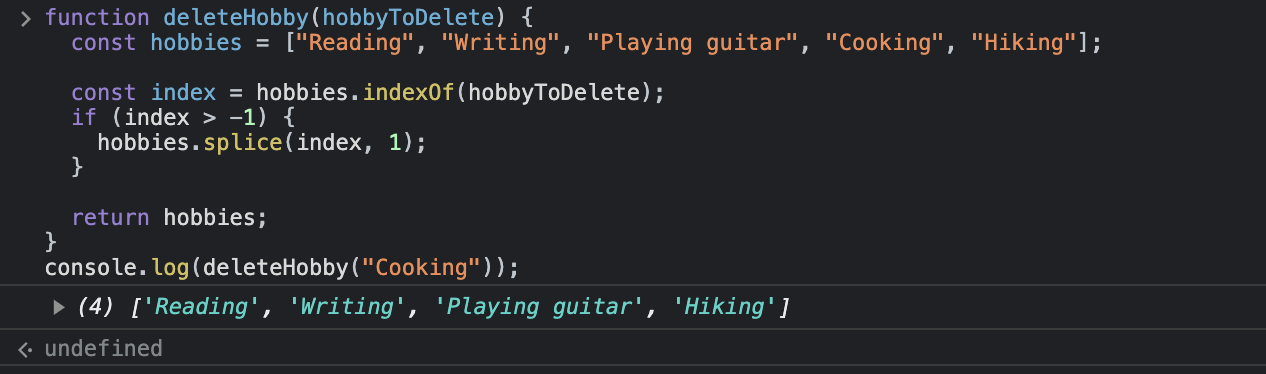 function deleteHobby(hobbyToDelete) {
  const hobbies = ["Reading", "Writing", "Playing guitar", "Cooking", "Hiking"];

  const index = hobbies.indexOf(hobbyToDelete);
  if (index > -1) {
    hobbies.splice(index, 1);
  }

  return hobbies;
}
console.log(deleteHobby("Cooking"));
(4) ['Reading', 'Writing', 'Playing guitar', 'Hiking']
undefined